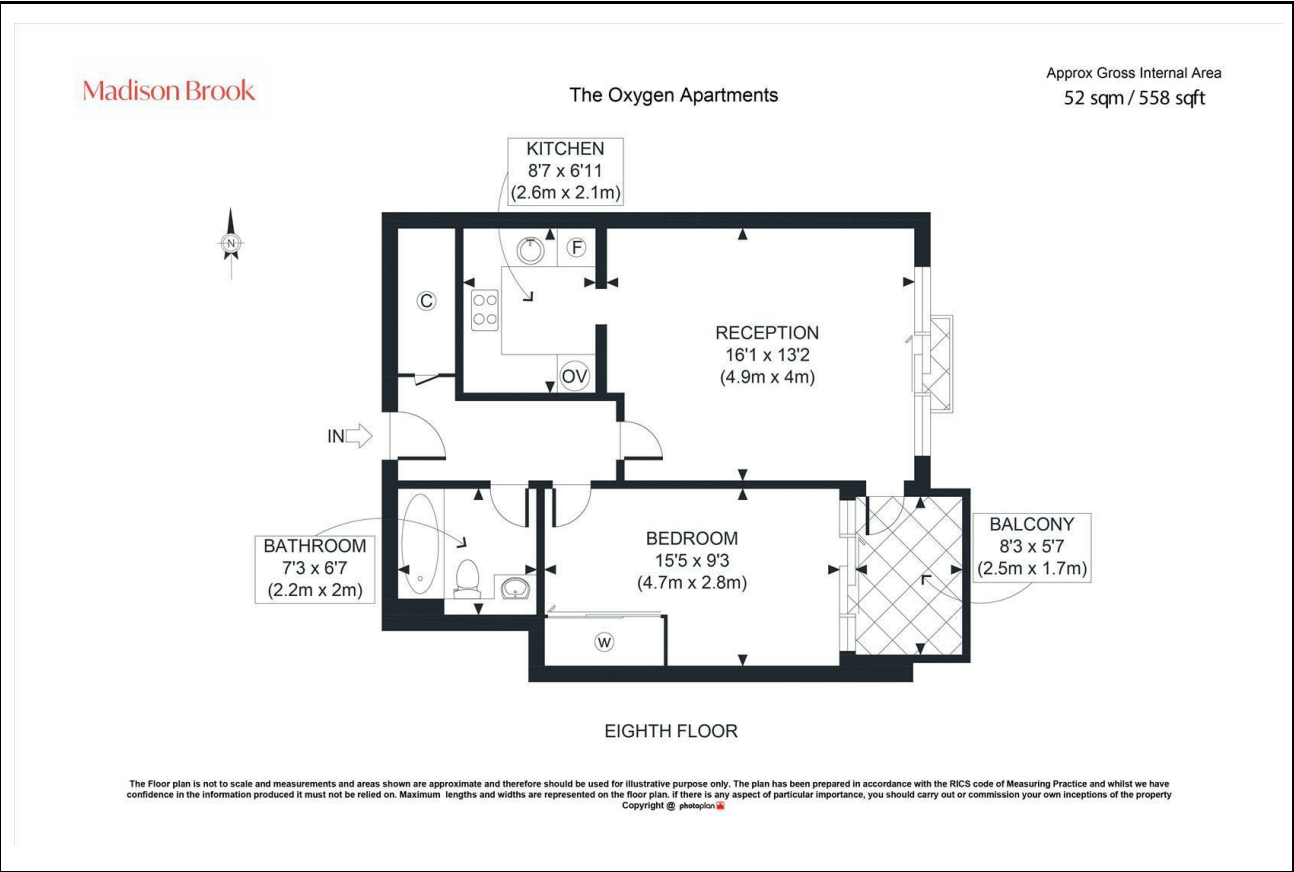 Madison Brook
The Oxygen Apartments
Approx Gross Internal Area
52 sqm / 558 sqft
KITCHEN
8'7 x 6'11
(2.6m x 2.1m)
N
F
C
RECEPTION
16'1 x 13'2
(4.9m x 4m)
OV
IN
BATHROOM
7'3 x 6'7
(2.2m x 2m)
BEDROOM
15'5 x 9'3
(4.7m x 2.8m)
BALCONY
8'3 x 5'7
(2.5m x 1.7m)
W
EIGHTH FLOOR
The Floor plan is not to scale and measurements and areas shown are approximate and therefore should be used for illustrative purpose only. The plan has been prepared in accordance with the RICS code of Measuring Practice and whilst we have
confidence in the information produced it must not be relied on. Maximum lengths and widths are represented on the floor plan. if there is any aspect of particular importance, you should carry out or commission your own inceptions of the property
Copyright @ photoplan